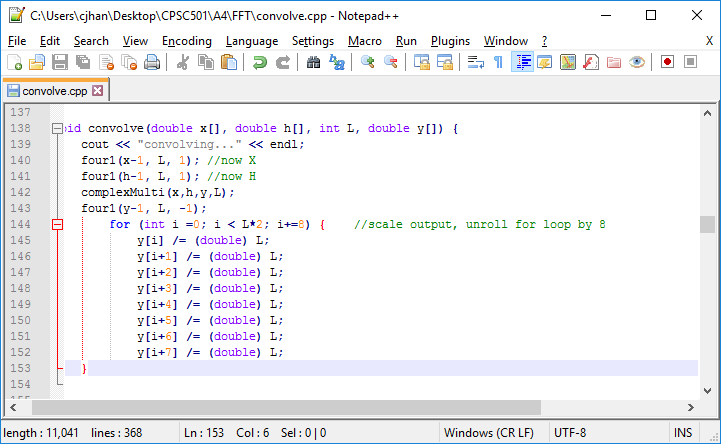 C:\Users\cjhan\Desktop\CPSC501\A4\FFT\convolve.cpp - Notepad++
File Edit Search View Encoding Language Settings Macro Run Plugins Window ? X
convolve.cpp
137
138 id convolve(double x[], double h[], int L, double y[]) {
139 cout << "convolving..." << endl;
140 four1(x-1, L, 1); //now X
141 four1(h-1, L, 1); //now H
142 complexMulti(x,h,y,L);
143 four1(y-1, L, -1);
144 for (int i =0; i < L*2; i+=8) { //scale output, unroll for loop by 8
145 y[i] /= (double) L;
146 y[i+1] /= (double) L;
147 y[i+2] /= (double) L;
148 y[i+3] /= (double) L;
149 y[i+4] /= (double) L;
150 y[i+5] /= (double) L;
151 y[i+6] /= (double) L;
152 y[i+7] /= (double) L;
153 }
154
length : 11,041 lines : 368 Ln : 153 Col : 6 Sel : 0 | 0 Windows (CR LF) UTF-8 INS